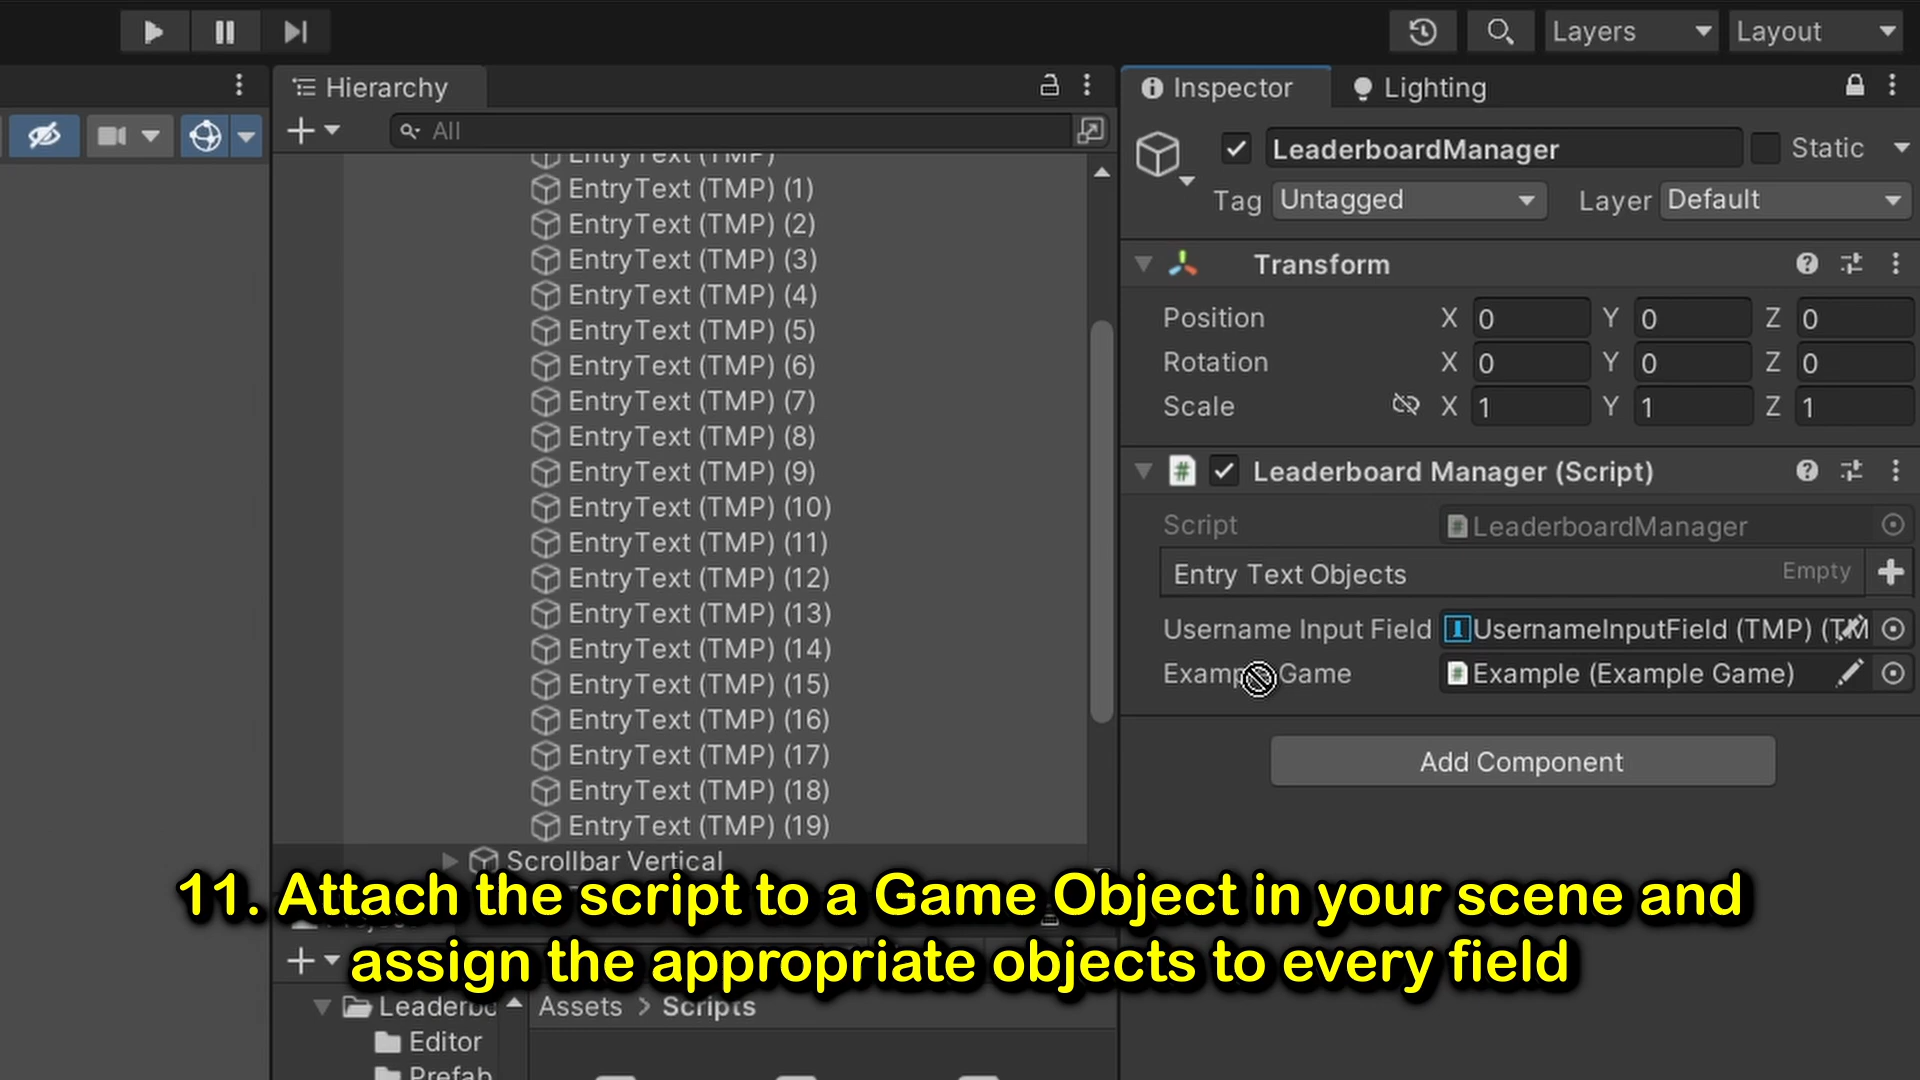 Layers
Layout
Hierarchy
Inspector
Lighting
All
LeaderboardManager
Static
Tag
Untagged
Layer
Default
EntryText (TMP)
EntryText (TMP) (1)
EntryText (TMP) (2)
EntryText (TMP) (3)
EntryText (TMP) (4)
EntryText (TMP) (5)
EntryText (TMP) (6)
EntryText (TMP) (7)
EntryText (TMP) (8)
EntryText (TMP) (9)
EntryText (TMP) (10)
EntryText (TMP) (11)
EntryText (TMP) (12)
EntryText (TMP) (13)
EntryText (TMP) (14)
EntryText (TMP) (15)
EntryText (TMP) (16)
EntryText (TMP) (17)
EntryText (TMP) (18)
EntryText (TMP) (19)
Scrollbar Vertical
Transform
Position X 0 Y 0 Z 0
Rotation X 0 Y 0 Z 0
Scale X 1 Y 1 Z 1
Leaderboard Manager (Script)
Script LeaderboardManager
Entry Text Objects Empty
Username Input Field UsernameInputField (TMP) (TM
Example Game Example (Example Game)
Add Component
11. Attach the script to a Game Object in your scene and
assign the appropriate objects to every field
Leaderbo
Assets > Scripts
Editor
Prefab